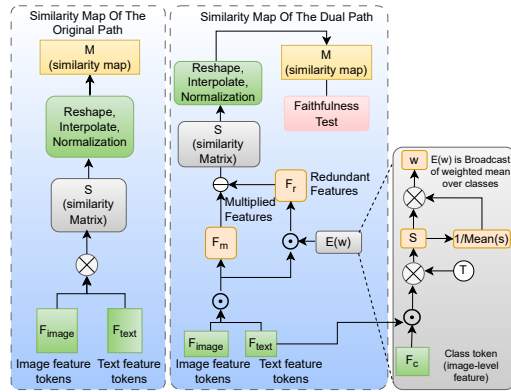 Similarity Map Of The
Original Path
M
(similarity map)
Reshape,
Interpolate,
Normalization
S
(similarity
Matrix)
F_image
F_text
Image feature
tokens
Text feature
tokens
Similarity Map Of The Dual Path
M
(similarity map)
Reshape,
Interpolate,
Normalization
Faithfulness
Test
S
(similarity
Matrix)
Redundant
Features
F_r
Multiplied
Features
F_m
E(w)
F_image
F_text
Image feature
tokens
Text feature
tokens
w
E(w) is Broadcast
of weighted mean
over classes
S
1/Mean(s)
T
F_c
Class token
(image-level
feature)